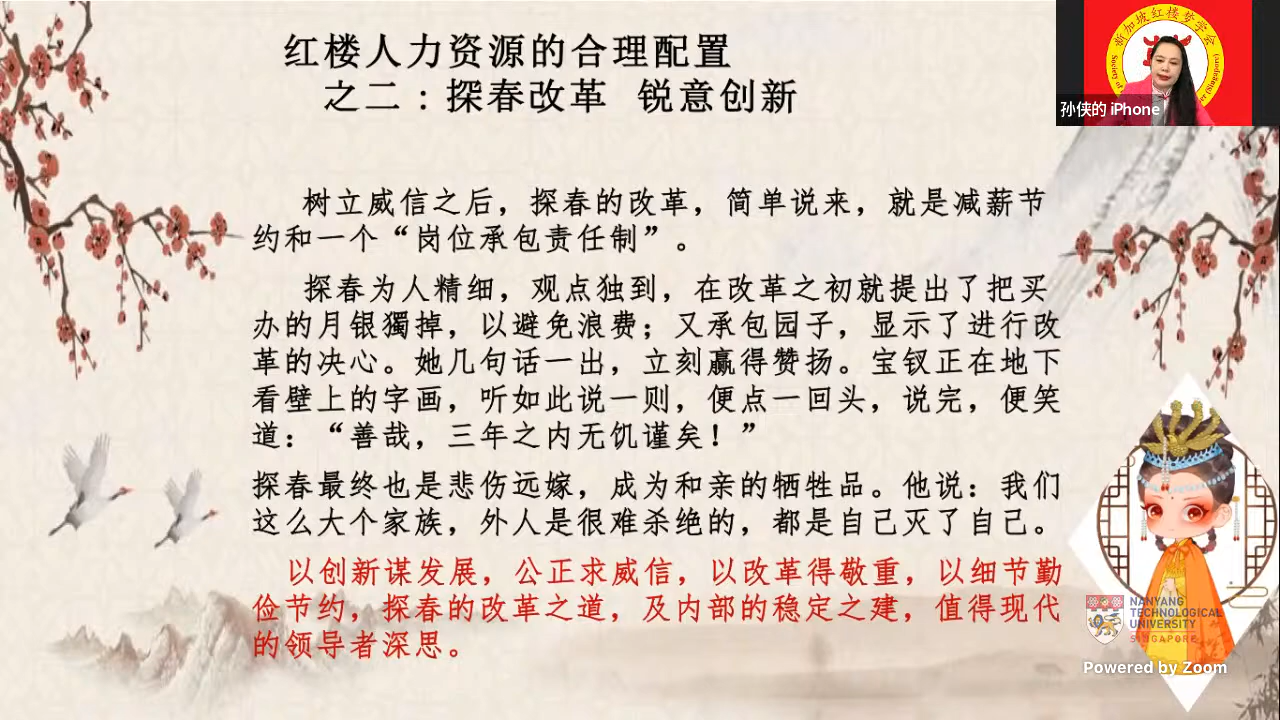 红楼人力资源的合理配置
之二：探春改革 锐意创新
树立威信之后，探春的改革，简单说来，就是减薪节
约和一个“岗位承包责任制”。
探春为人精细，观点独到，在改革之初就提出了把买
办的月银獨掉，以避免浪费；又承包园子，显示了进行改
革的决心。她几句话一出，立刻赢得赞扬。宝钗正在地下
看壁上的字画，听如此说一则，便点一回头，说完，便笑
道：“善哉，三年之内无饥谨矣！”
探春最终也是悲伤远嫁，成为和亲的牺牲品。他说：我们
这么大个家族，外人是很难杀绝的，都是自己灭了自己。
以创新谋发展，公正求威信，以改革得敬重，以细节勤
俭节约，探春的改革之道，及内部的稳定之建，值得现代
的领导者深思。
新加坡红楼梦学会
Society of
(Singapore)
孙侠的 iPhone
NANYANG
TECHNOLOGICAL
UNIVERSITY
SINGAPORE
Powered by Zoom